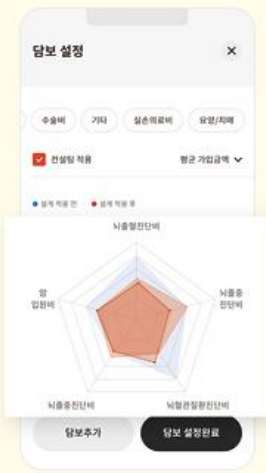 담보 설정
수술비 기타 실손의료비 요양/치매
컨설팅 적용 평균 가입금액
설계 적용 전 설계 적용 후
뇌출혈진단비
암
입원비
뇌졸중
진단비
뇌졸중진단비 뇌혈관질환진단비
담보추가 담보 설정완료